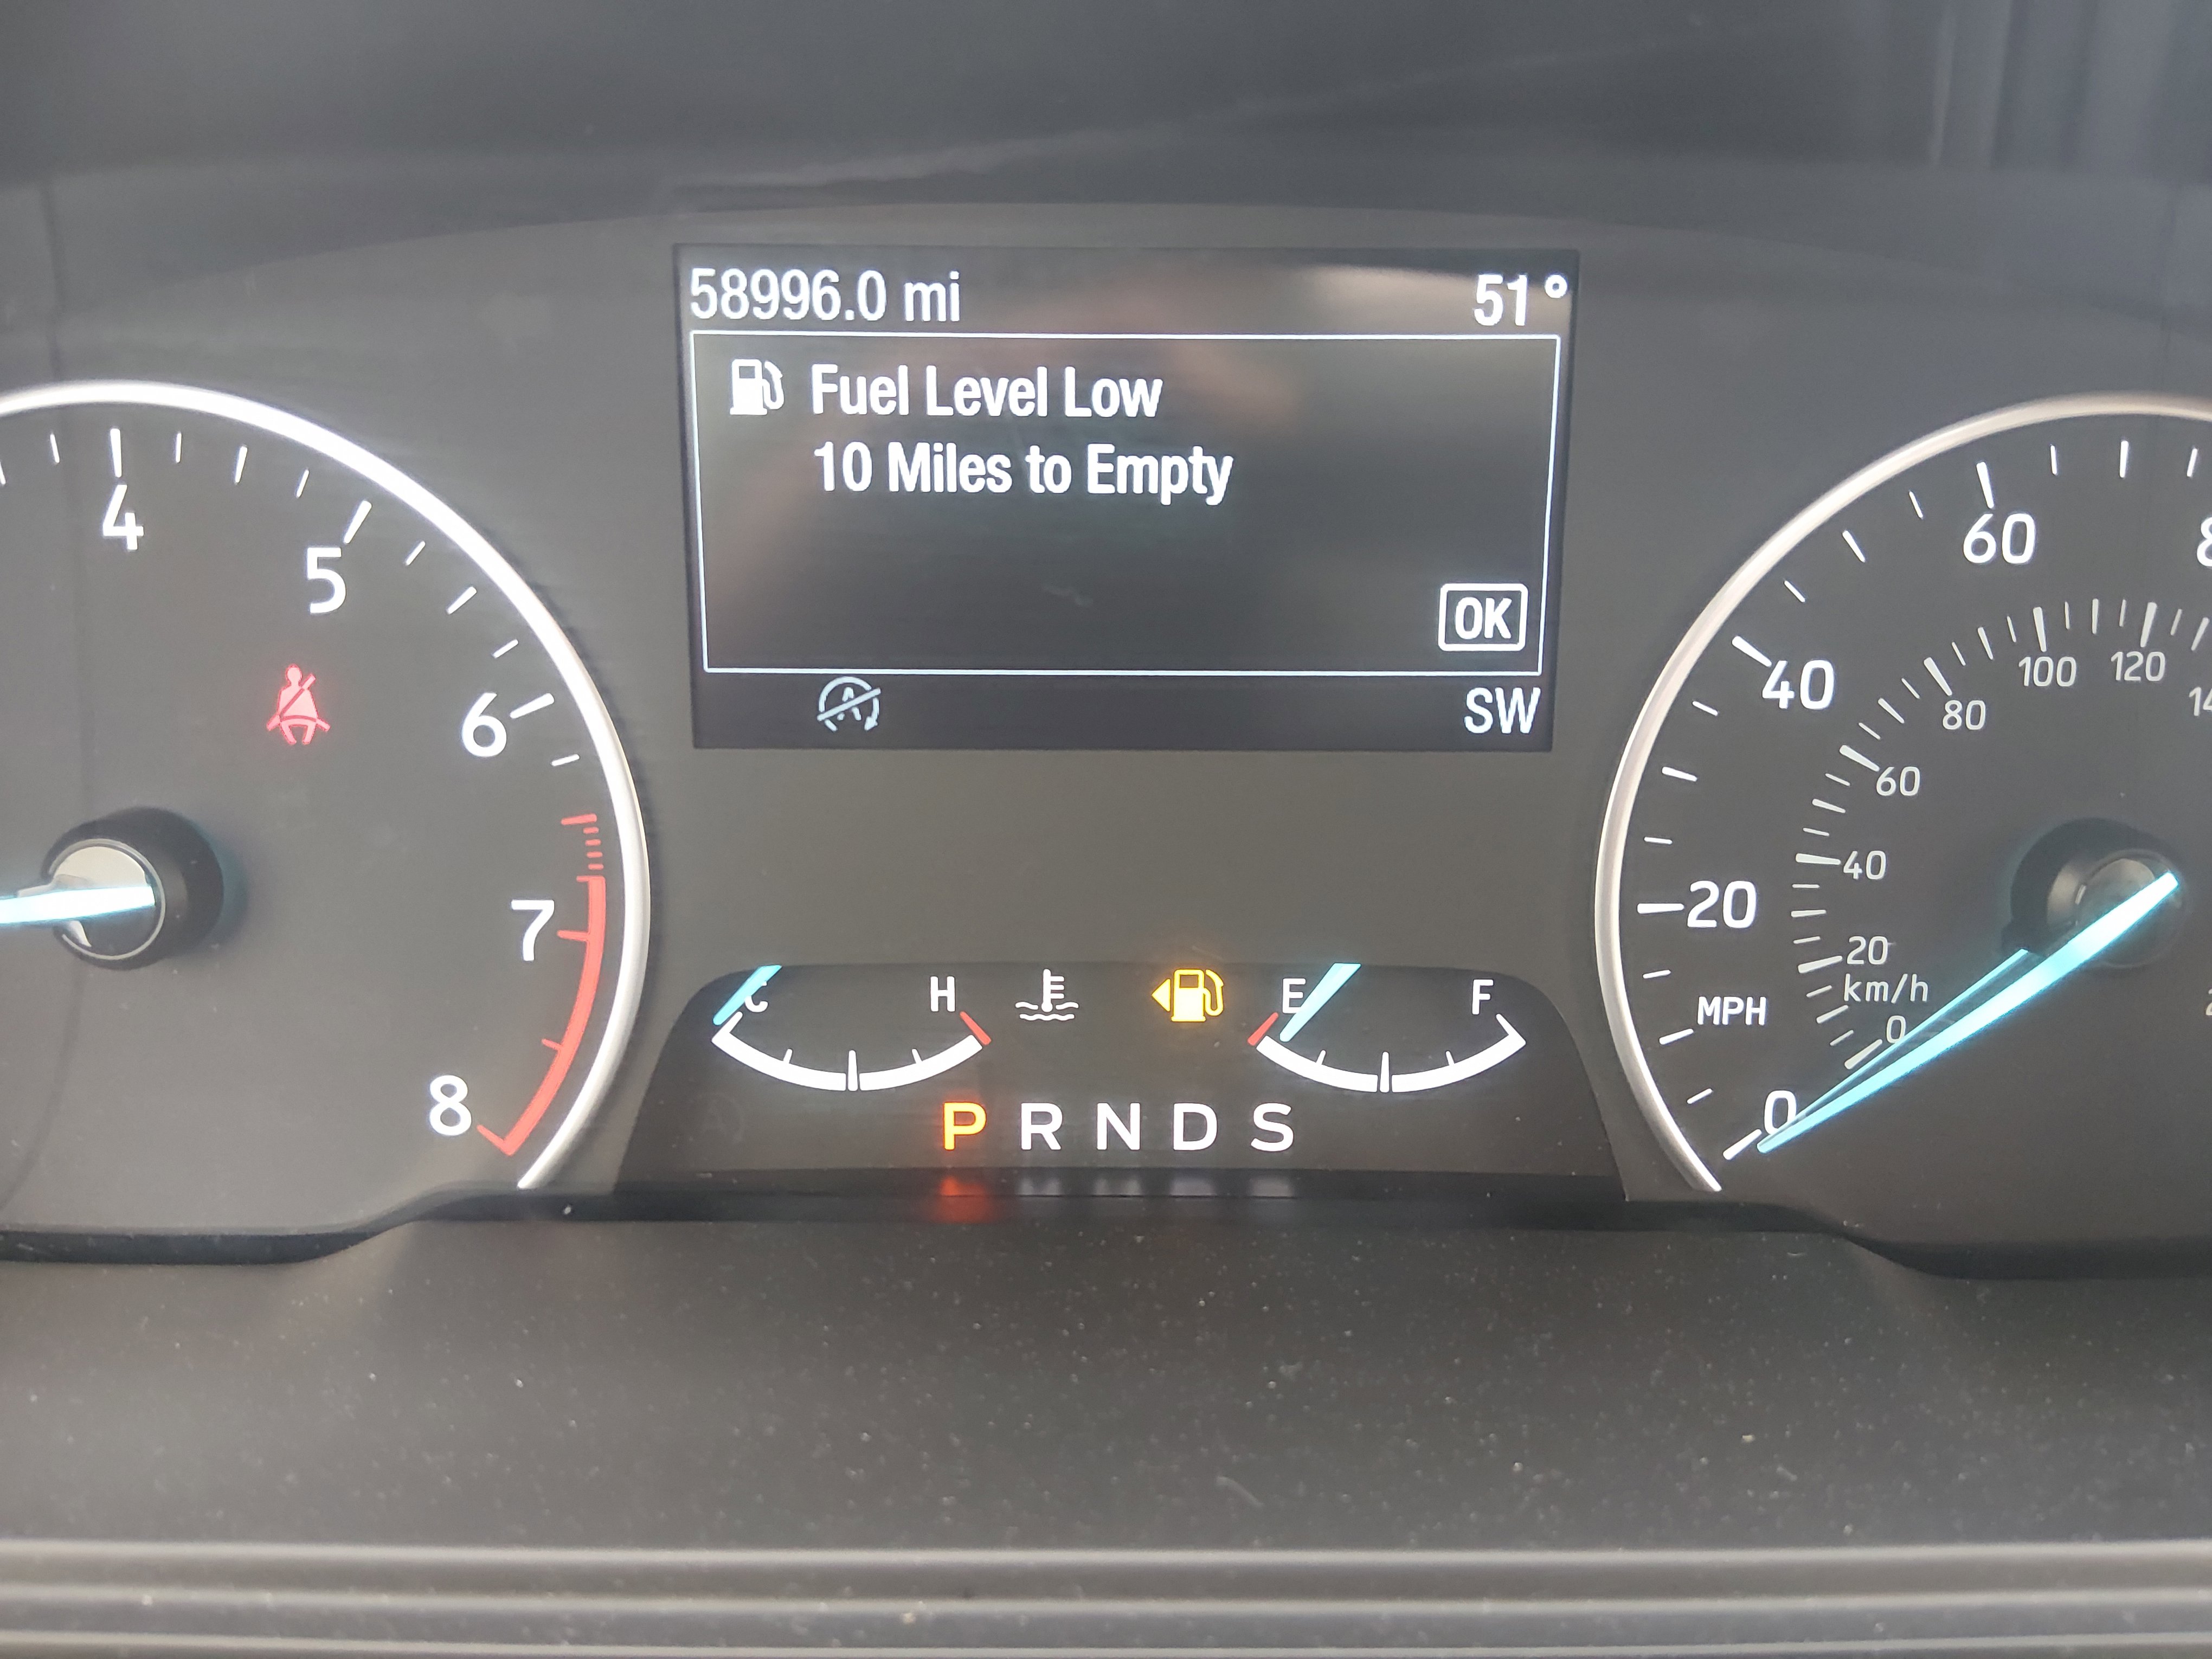 58996.0 mi 51°
Fuel Level Low
10 Miles to Empty
OK
SW
4
5
6
7
8
C H
E F
P R N D S
60
40
20
0
MPH
120
100
80
60
40
20
km/h
0